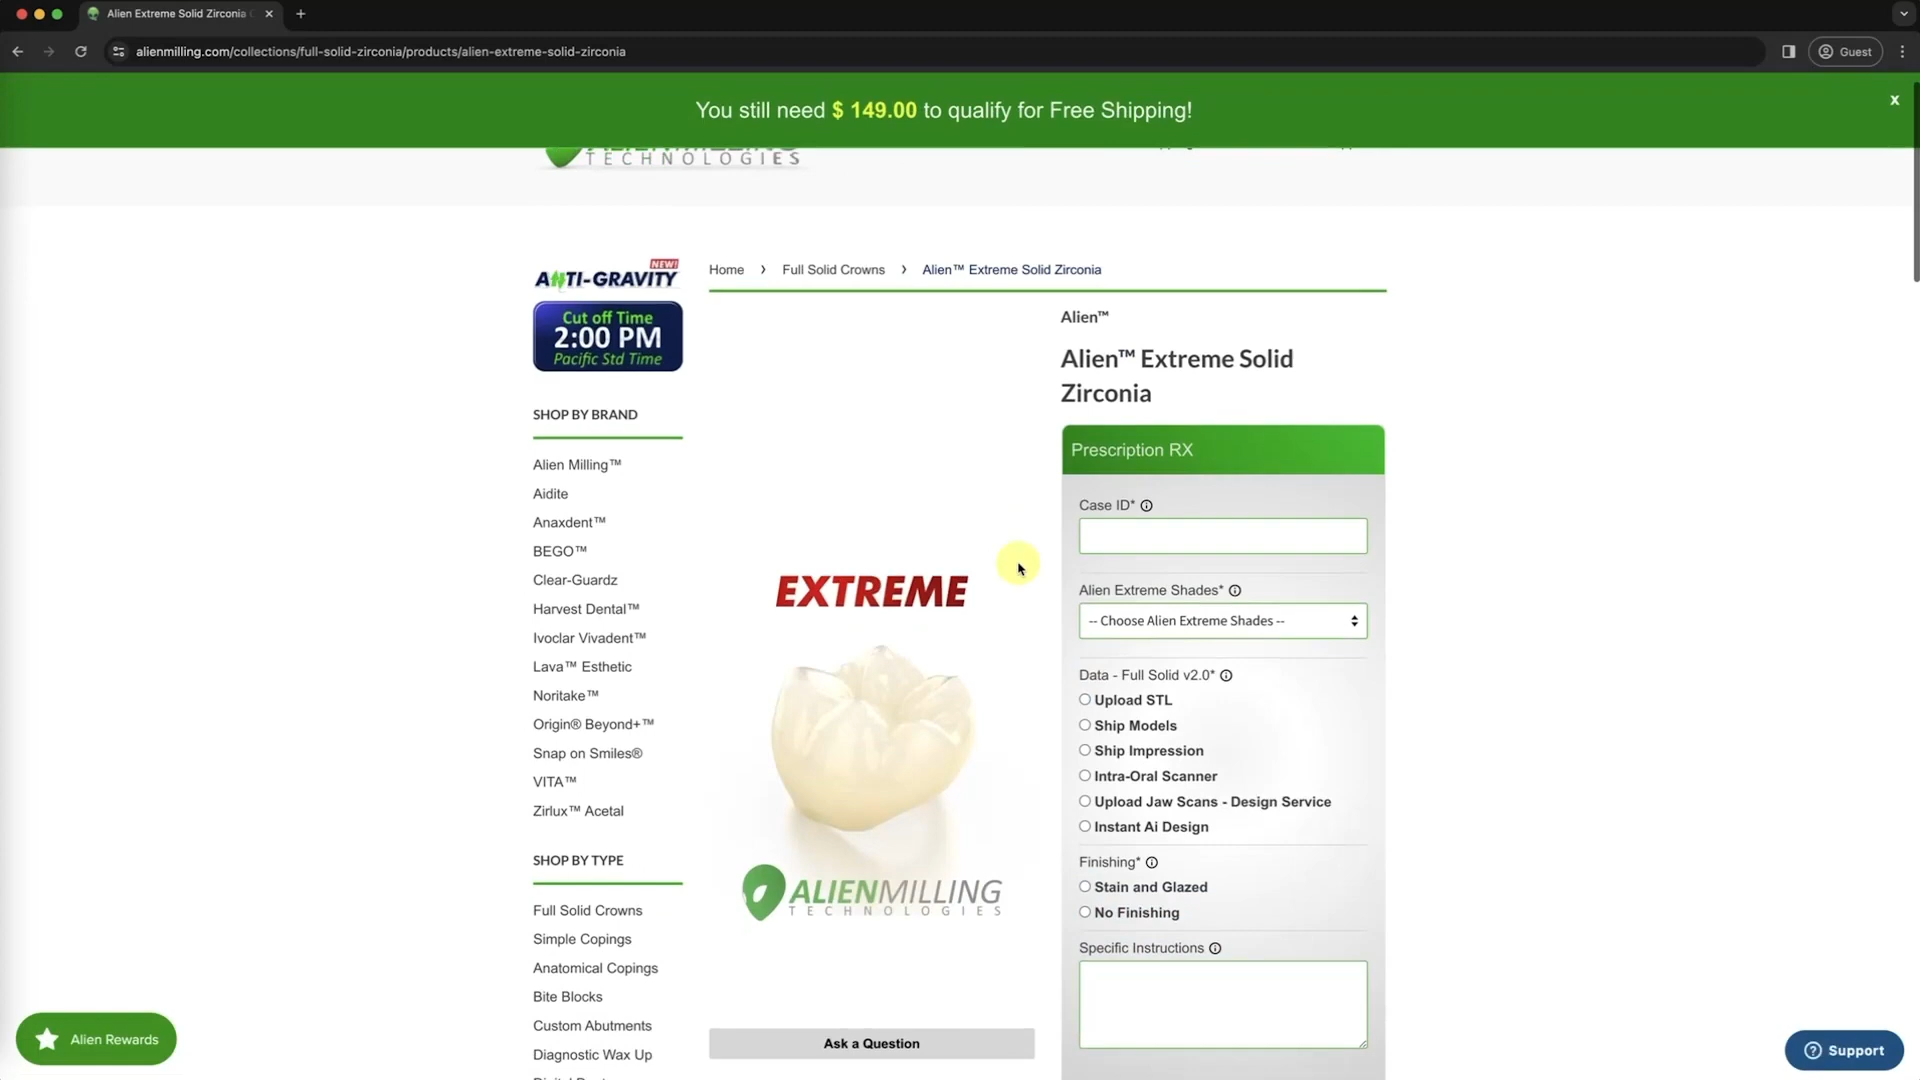 Alien Extreme Solid Zirconia
alienmilling.com/collections/full-solid-zirconia/products/alien-extreme-solid-zirconia
Guest
You still need $ 149.00 to qualify for Free Shipping!
x
TECHNOLOGIES
NEW!
ANTI-GRAVITY
Cut off Time
2:00 PM
Pacific Std Time
SHOP BY BRAND
Alien Milling™
Aidite
Anaxdent™
BEGO™
Clear-Guardz
Harvest Dental™
Ivoclar Vivadent™
Lava™ Esthetic
Noritake™
Origin® Beyond+™
Snap on Smiles®
VITA™
Zirlux™ Acetal
SHOP BY TYPE
Full Solid Crowns
Simple Copings
Anatomical Copings
Bite Blocks
Custom Abutments
Diagnostic Wax Up
Home › Full Solid Crowns › Alien™ Extreme Solid Zirconia
EXTREME
ALIENMILLING
TECHNOLOGIES
Ask a Question
Alien™
Alien™ Extreme Solid
Zirconia
Prescription RX
Case ID*
Alien Extreme Shades*
-- Choose Alien Extreme Shades --
Data - Full Solid v2.0*
Upload STL
Ship Models
Ship Impression
Intra-Oral Scanner
Upload Jaw Scans - Design Service
Instant Ai Design
Finishing*
Stain and Glazed
No Finishing
Specific Instructions
Alien Rewards
Support